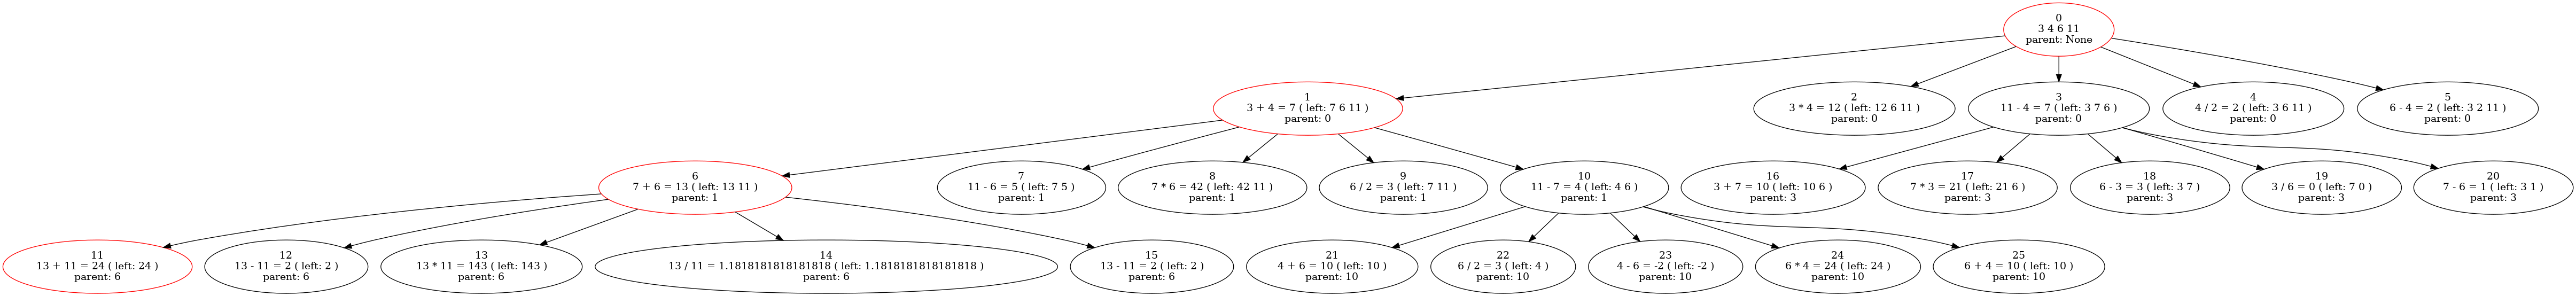 0
3 4 6 11
parent: None
1
3 + 4 = 7 ( left: 7 6 11 )
parent: 0
2
3 * 4 = 12 ( left: 12 6 11 )
parent: 0
3
11 - 4 = 7 ( left: 3 7 6 )
parent: 0
4
4 / 2 = 2 ( left: 3 6 11 )
parent: 0
5
6 - 4 = 2 ( left: 3 2 11 )
parent: 0
6
7 + 6 = 13 ( left: 13 11 )
parent: 1
7
11 - 6 = 5 ( left: 7 5 )
parent: 1
8
7 * 6 = 42 ( left: 42 11 )
parent: 1
9
6 / 2 = 3 ( left: 7 11 )
parent: 1
10
11 - 7 = 4 ( left: 4 6 )
parent: 1
16
3 + 7 = 10 ( left: 10 6 )
parent: 3
17
7 * 3 = 21 ( left: 21 6 )
parent: 3
18
6 - 3 = 3 ( left: 3 7 )
parent: 3
19
3 / 6 = 0 ( left: 7 0 )
parent: 3
20
7 - 6 = 1 ( left: 3 1 )
parent: 3
11
13 + 11 = 24 ( left: 24 )
parent: 6
12
13 - 11 = 2 ( left: 2 )
parent: 6
13
13 * 11 = 143 ( left: 143 )
parent: 6
14
13 / 11 = 1.1818181818181818 ( left: 1.1818181818181818 )
parent: 6
15
13 - 11 = 2 ( left: 2 )
parent: 6
21
4 + 6 = 10 ( left: 10 )
parent: 10
22
6 / 2 = 3 ( left: 4 )
parent: 10
23
4 - 6 = -2 ( left: -2 )
parent: 10
24
6 * 4 = 24 ( left: 24 )
parent: 10
25
6 + 4 = 10 ( left: 10 )
parent: 10